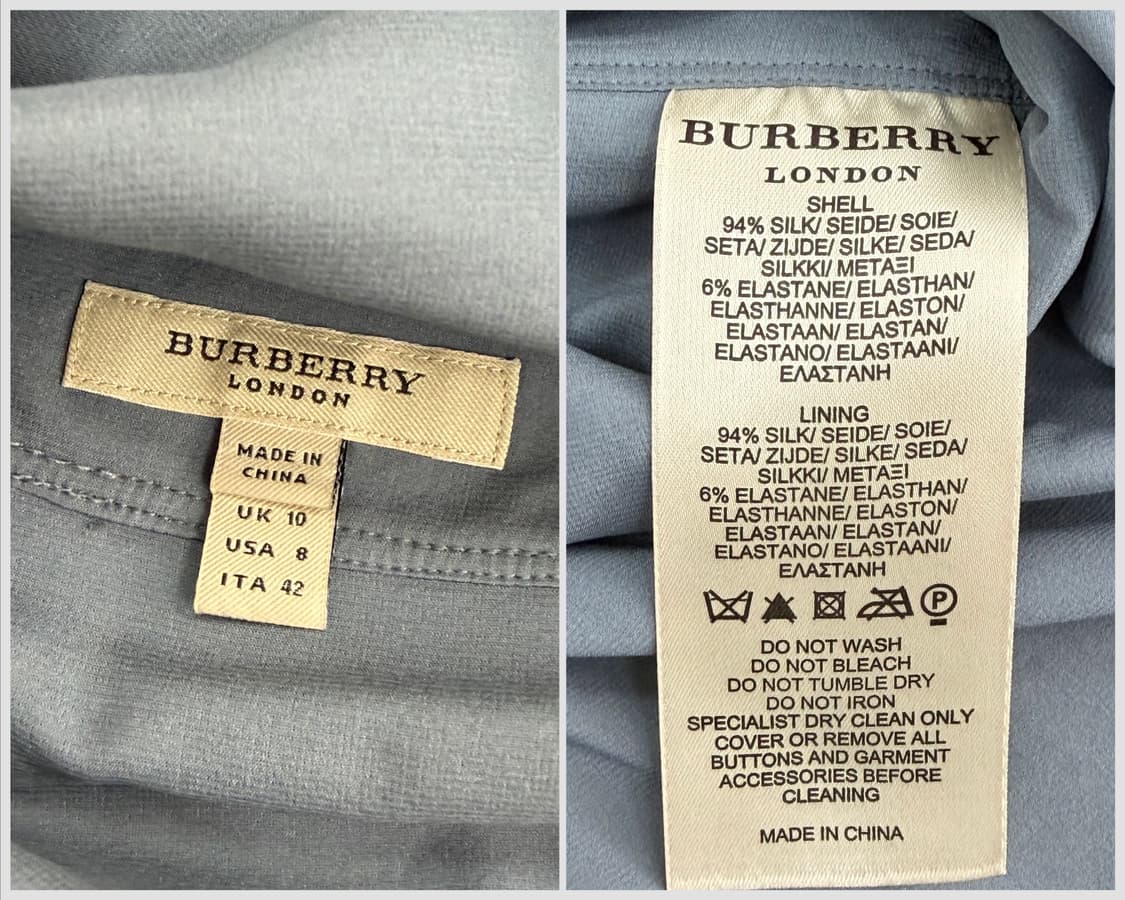 BURBERRY
LONDON
MADE IN
CHINA
UK 10
USA 8
ITA 42
BURBERRY
LONDON
SHELL
94% SILK/ SEIDE/ SOIE/
SETA/ ZIJDE/ SILKE/ SEDA/
SILKKI/ ΜΕΤΑΞΙ
6% ELASTANE/ ELASTHAN/
ELASTHANNE/ ELASTON/
ELASTAAN/ ELASTAN/
ELASTANO/ ELASTAANI/
ΕΛΑΣΤΑΝΗ
LINING
94% SILK/ SEIDE/ SOIE/
SETA/ ZIJDE/ SILKE/ SEDA/
SILKKI/ ΜΕΤΑΞΙ
6% ELASTANE/ ELASTHAN/
ELASTHANNE/ ELASTON/
ELASTAAN/ ELASTAN/
ELASTANO/ ELASTAANI/
ΕΛΑΣΤΑΝΗ
P
DO NOT WASH
DO NOT BLEACH
DO NOT TUMBLE DRY
DO NOT IRON
SPECIALIST DRY CLEAN ONLY
COVER OR REMOVE ALL
BUTTONS AND GARMENT
ACCESSORIES BEFORE
CLEANING
MADE IN CHINA